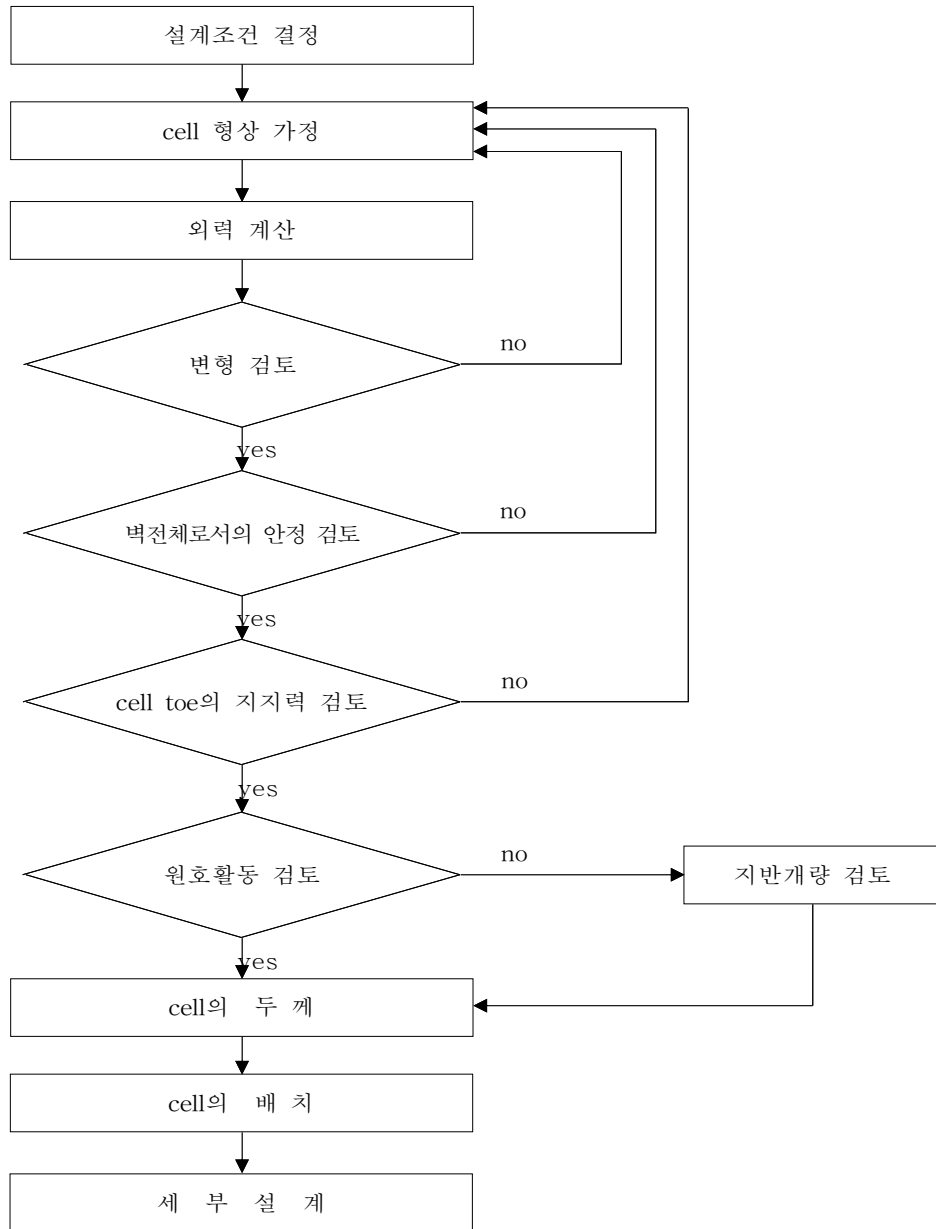 설계조건 결정
cell 형상 가정
외력 계산
변형 검토
no
yes
벽전체로서의 안정 검토
no
yes
cell toe의 지지력 검토
no
yes
원호활동 검토
no
지반개량 검토
yes
cell의 두 께
cell의 배 치
세 부 설 계